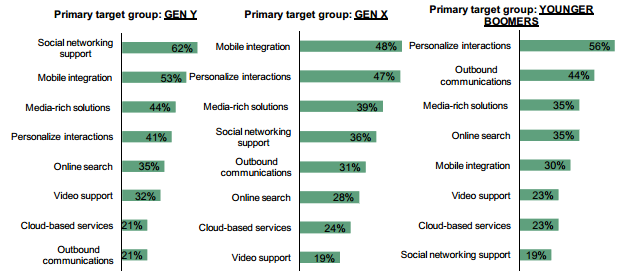 Primary target group: GEN Y
Social networking
support
62%
Mobile integration
53%
Media-rich solutions
44%
Personalize interactions
41%
Online search
35%
Video support
32%
Cloud-based services
21%
Outbound
communications
21%
Primary target group: GEN X
Mobile integration
48%
Personalize interactions
47%
Media-rich solutions
39%
Social networking
support
36%
Outbound
communications
31%
Online search
28%
Cloud-based services
24%
Video support
19%
Primary target group: YOUNGER
BOOMERS
Personalize interactions
56%
Outbound
communications
44%
Media-rich solutions
35%
Online search
35%
Mobile integration
30%
Video support
23%
Cloud-based services
23%
Social networking support
19%